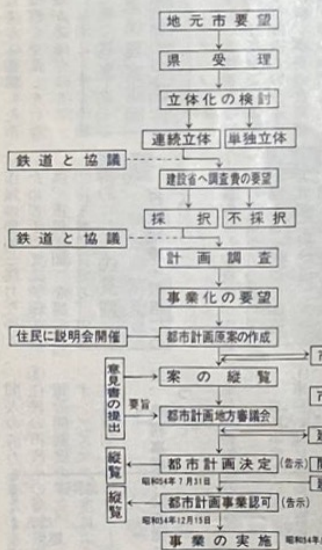 地元市要望
県受理
立体化の検討
連続立体 単独立体
鉄道と協議
建設省へ調査費の要望
採択 不採択
鉄道と協議
計画調査
事業化の要望
住民に説明会開催 都市計画原案の作成
意見書の提出
要旨
案の縦覧
都市計画地方審議会
縦覧
都市計画決定 (告示)
昭和54年7月31日
縦覧
都市計画事業認可 (告示)
昭和54年12月15日
事業の実施 昭和54年